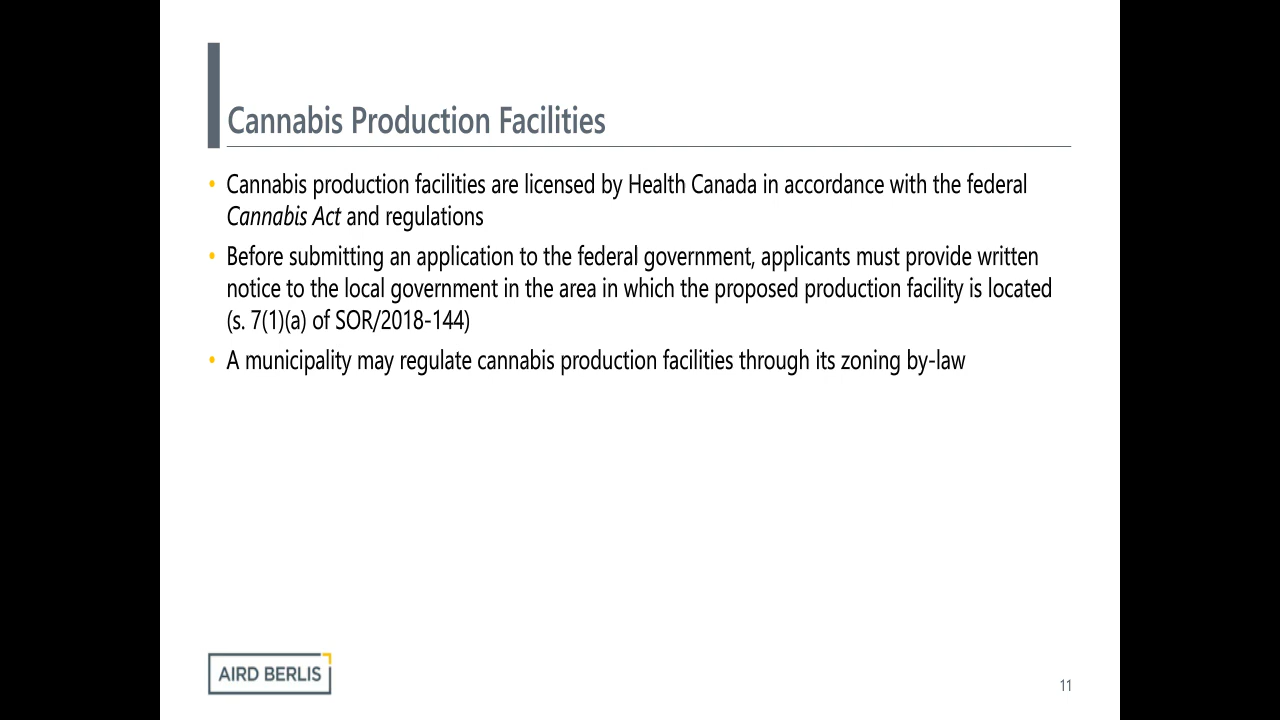 Cannabis Production Facilities
• Cannabis production facilities are licensed by Health Canada in accordance with the federal
Cannabis Act and regulations
• Before submitting an application to the federal government, applicants must provide written
notice to the local government in the area in which the proposed production facility is located
(s. 7(1)(a) of SOR/2018-144)
• A municipality may regulate cannabis production facilities through its zoning by-law
AIRD BERLIS
11